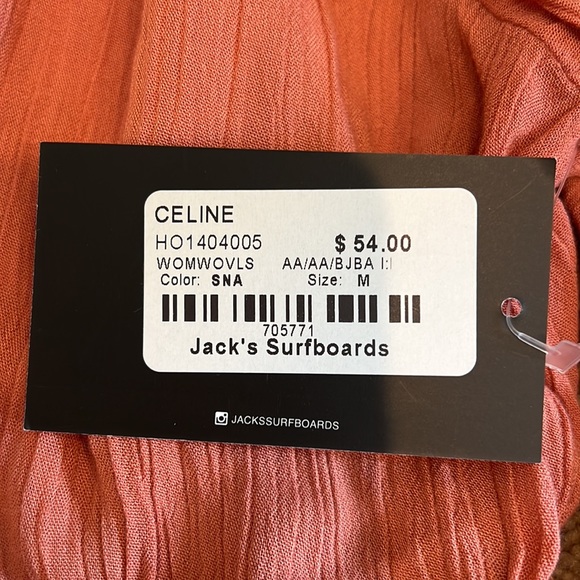 CELINE
HO1404005 $ 54.00
WOMWOVLS AA/AA/BJBA I:I
Color: SNA Size: M
705771
Jack's Surfboards
JACKSSURFBOARDS